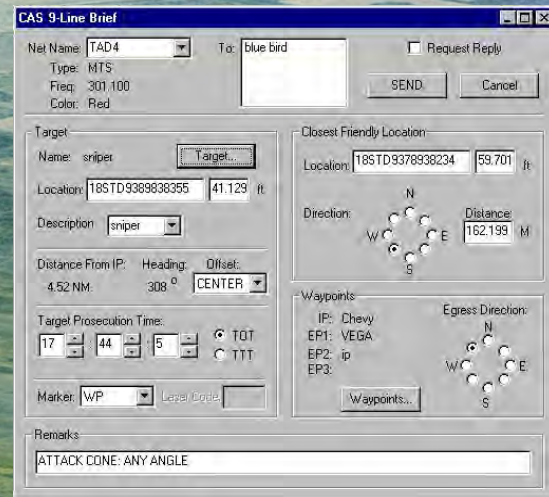 CAS 9-Line Brief
Net Name: TAD4 To: blue bird Request Reply
Type: MTS
Freq: 301.100
Color: Red
SEND Cancel
Target
Name: sniper Target...
Location: 18STD9389838355 41.129 ft
Description sniper
Distance From IP: Heading: Offset:
4.52 NM 308 ° CENTER
Target Prosecution Time:
17 : 44 : 5 TOT
TTT
Marker: WP Laser Code:
Closest Friendly Location
Location: 18STD9378938234 59.701 ft
Direction: N W E S
Distance:
162.199 M
Waypoints
IP: Chevy
EP1: VEGA
EP2: ip
EP3:
Waypoints...
Egress Direction:
N
W E
S
Remarks
ATTACK CONE: ANY ANGLE